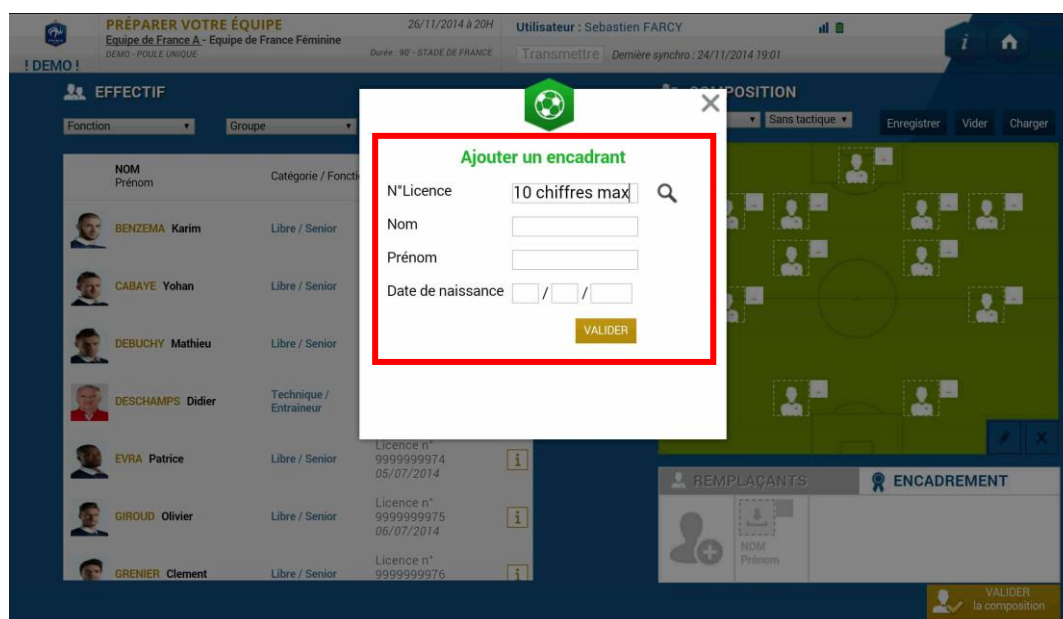 ! DEMO !
PRÉPARER VOTRE ÉQUIPE
Equipe de France A - Equipe de France Féminine
DEMO - POULE UNIQUE
26/11/2014 à 20H
Durée : 90' - STADE DE FRANCE
Utilisateur : Sebastien FARCY
Transmettre Dernière synchro : 24/11/2014 19:01
i
EFFECTIF
Fonction
Groupe
NOM
Prénom
Catégorie / Foncti
BENZEMA Karim
Libre / Senior
CABAYE Yohan
Libre / Senior
DEBUCHY Mathieu
Libre / Senior
DESCHAMPS Didier
Technique /
Entraineur
EVRA Patrice
Libre / Senior
Licence n°
9999999974
05/07/2014
i
GIROUD Olivier
Libre / Senior
Licence n°
9999999975
06/07/2014
i
GRENIER Clement
Libre / Senior
Licence n°
9999999976
i
Ajouter un encadrant
N°Licence
10 chiffres max
Nom
Prénom
Date de naissance / /
VALIDER
POSITION
Sans tactique
Enregistrer
Vider
Charger
REMPLAÇANTS
ENCADREMENT
NOM
Prénom
VALIDER
la composition